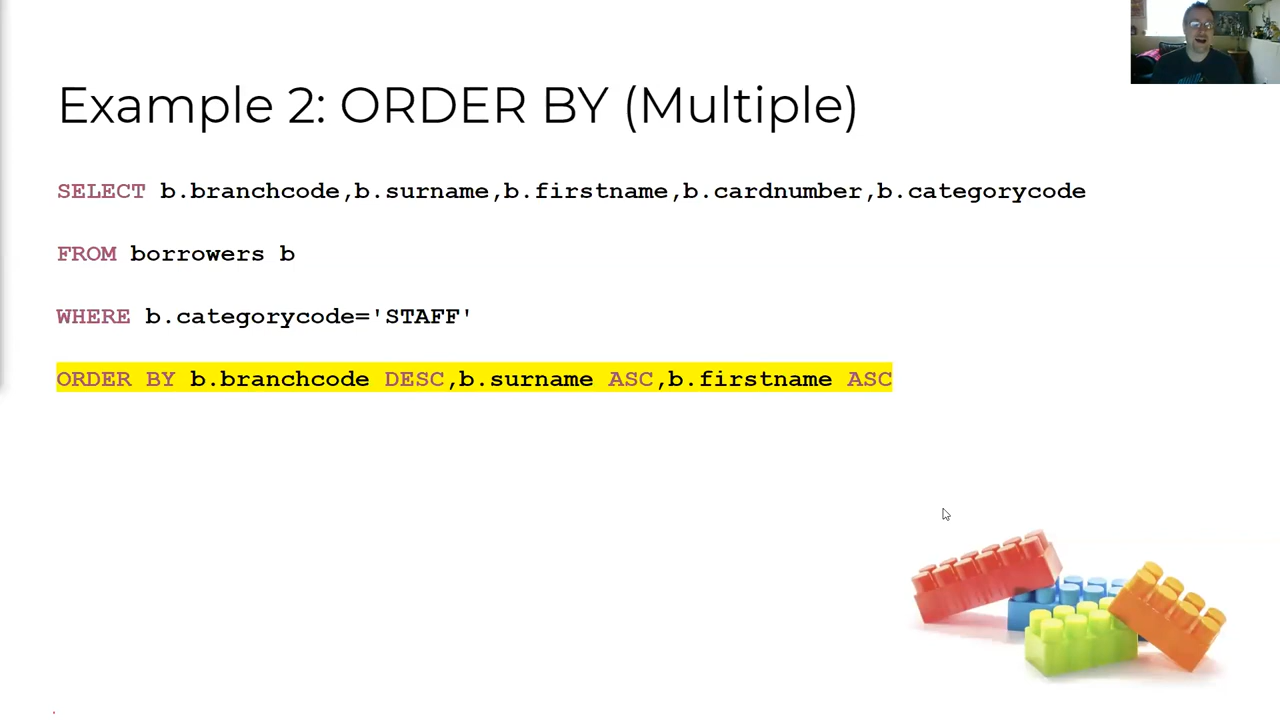 Example 2: ORDER BY (Multiple)
SELECT b.branchcode,b.surname,b.firstname,b.cardnumber,b.categorycode
FROM borrowers b
WHERE b.categorycode='STAFF'
ORDER BY b.branchcode DESC,b.surname ASC,b.firstname ASC